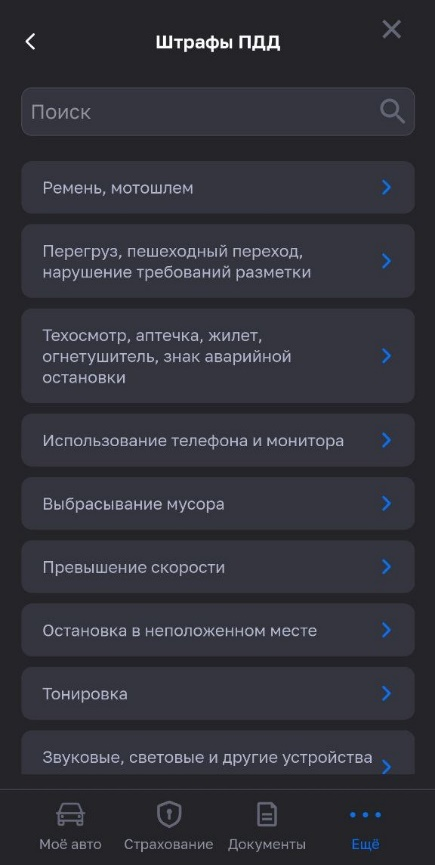 Штрафы ПДД
Поиск
Ремень, мотошлем
Перегруз, пешеходный переход,
нарушение требований разметки
Техосмотр, аптечка, жилет,
огнетушитель, знак аварийной
остановки
Использование телефона и монитора
Выбрасывание мусора
Превышение скорости
Остановка в неположенном месте
Тонировка
Звуковые, световые и другие устройства
Моё авто
Страхование
Документы
Ещё